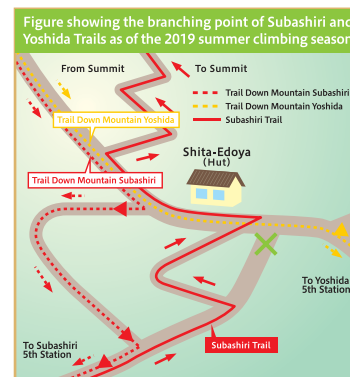 Figure showing the branching point of Subashiri and
Yoshida Trails as of the 2019 summer climbing season
From Summit
To Summit
Trail Down Mountain Subashiri
Trail Down Mountain Yoshida
Subashiri Trail
Trail Down Mountain Yoshida
Shita-Edoya
(Hut)
Trail Down Mountain Subashiri
To Yoshida
5th Station
To Subashiri
5th Station
Subashiri Trail